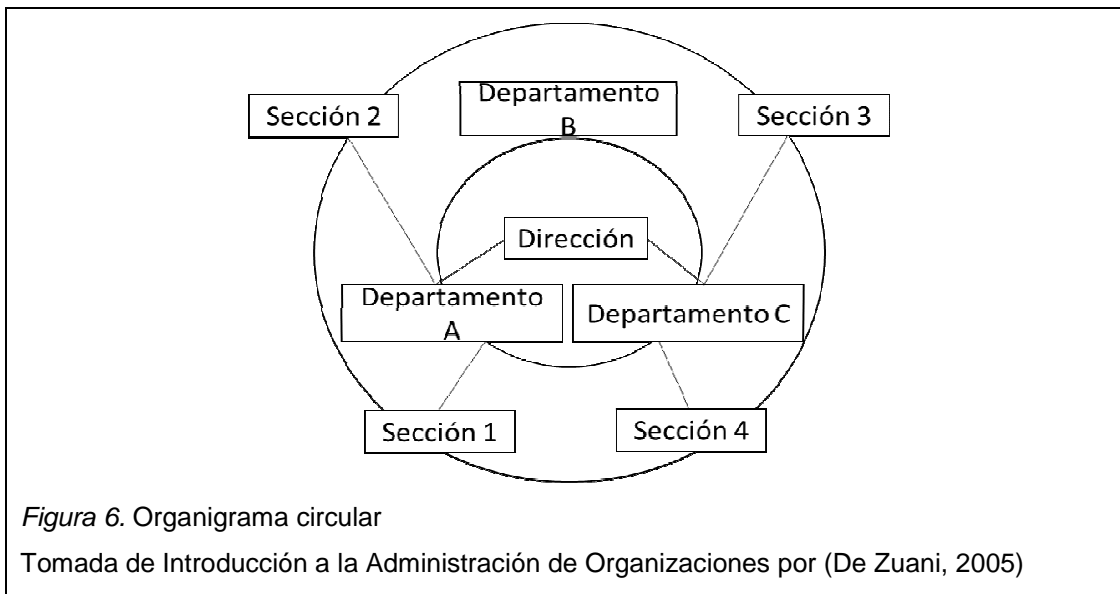 Departamento
B
Sección 2
Sección 3
Dirección
Departamento
A
Departamento C
Sección 1
Sección 4
Figura 6. Organigrama circular
Tomada de Introducción a la Administración de Organizaciones por (De Zuani, 2005)